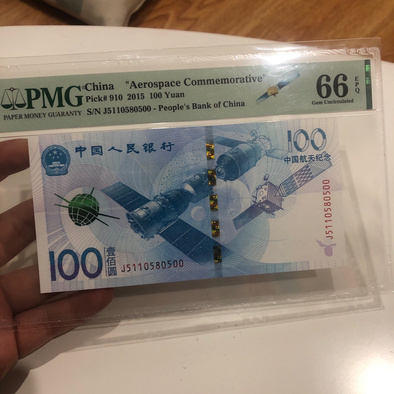 PMG
PAPER MONEY GUARANTY
China "Aerospace Commemorative"
Pick# 910 2015 100 Yuan
S/N J5110580500 - People's Bank of China
66 EPQ
Gem Uncirculated
中国人民银行
100
中国航天纪念
J5110580500
100 壹佰圆
J5110580500